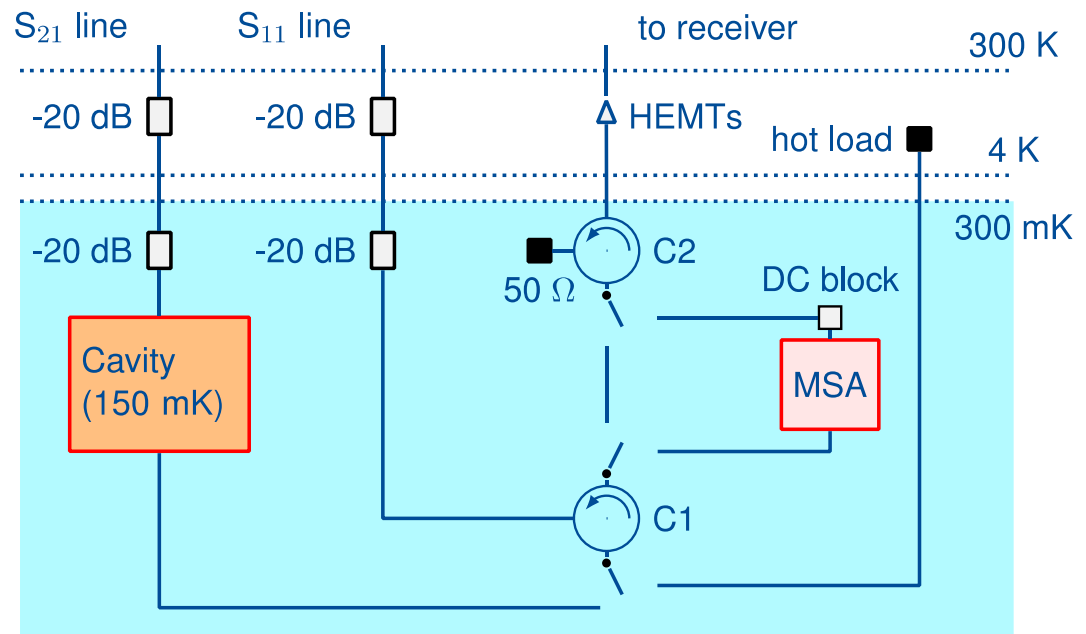 S₂₁ line
S₁₁ line
to receiver
300 K
-20 dB
-20 dB
HEMTs
hot load
4 K
-20 dB
-20 dB
C2
300 mK
50 Ω
DC block
Cavity
(150 mK)
MSA
C1